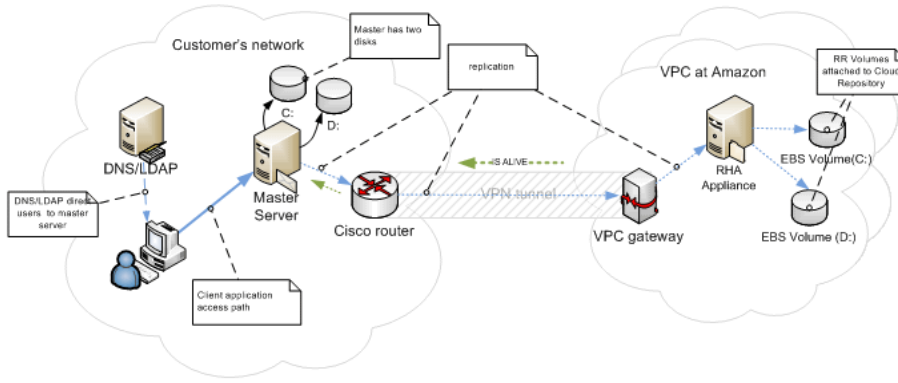 Customer's network
Master has two
disks
replication
VPC at Amazon
RR Volumes
attached to Cloud
Repository
C:
D:
DNS/LDAP
IS ALIVE
EBS Volume(C:)
RHA
Appliance
DNS/LDAP direct
users to master
server
Master
Server
VPN tunnel
Cisco router
VPC gateway
EBS Volume (D:)
Client application
access path